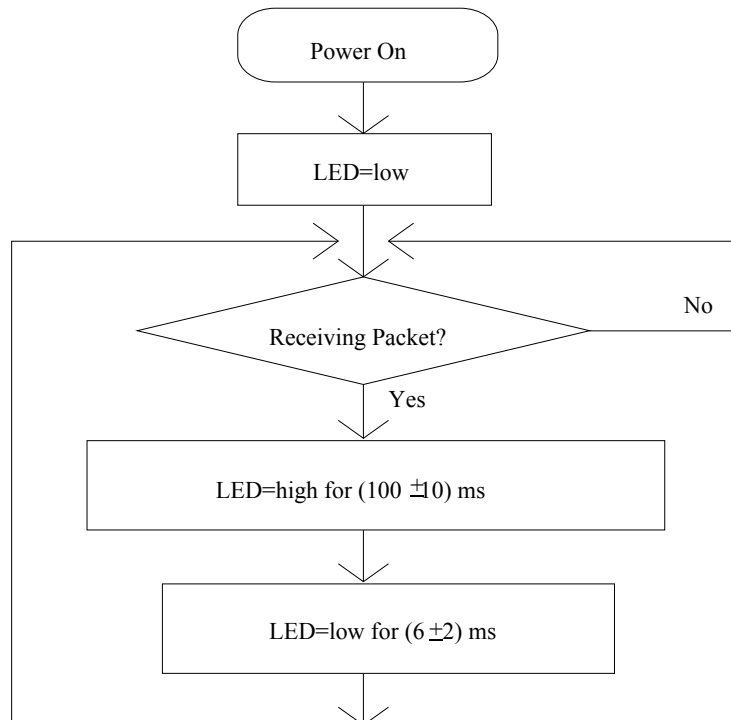 Power On
LED=low
Receiving Packet?
No
Yes
LED=high for (100 ±10) ms
LED=low for (6 ±2) ms